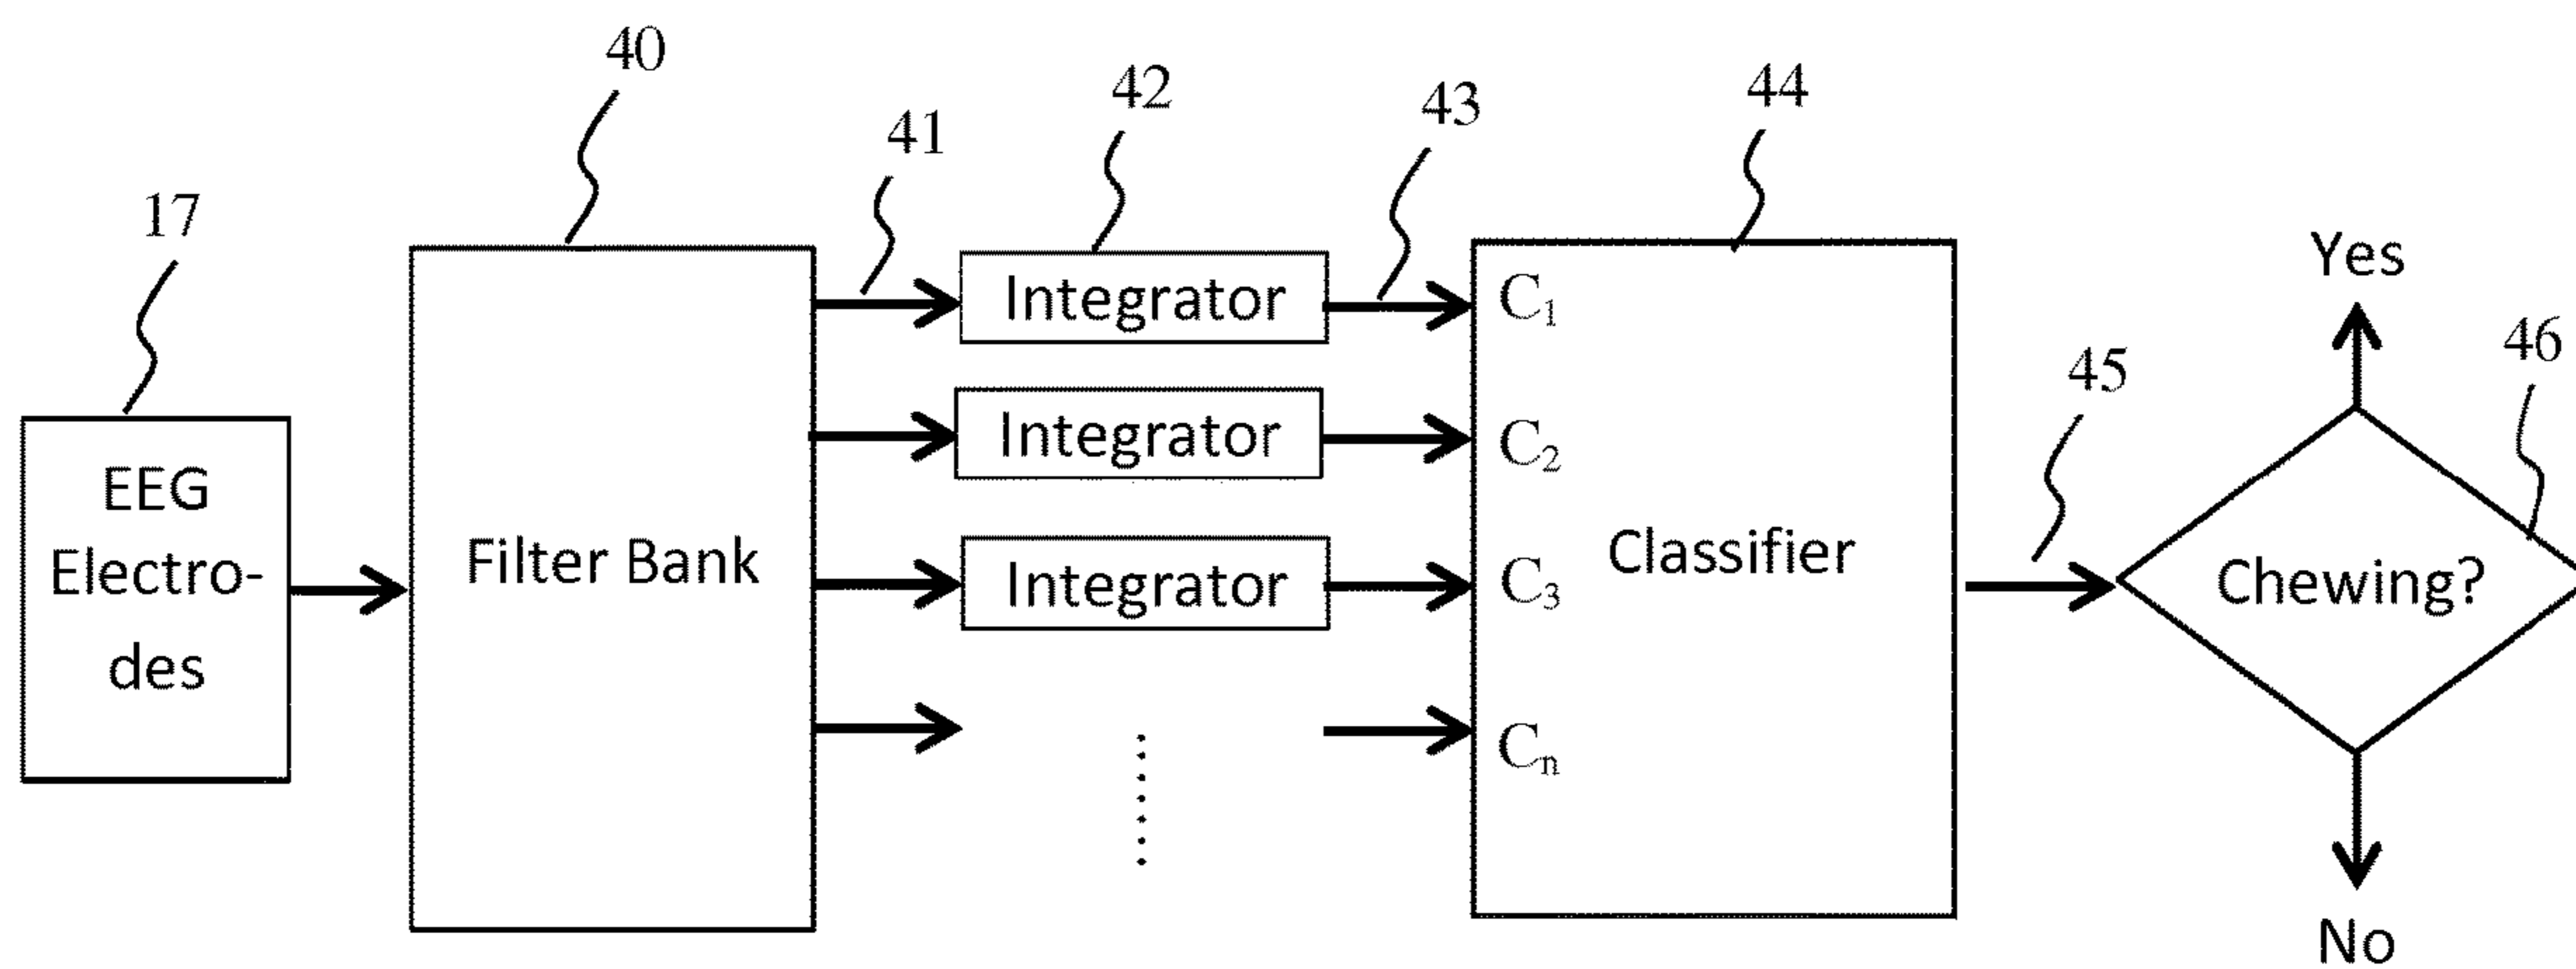 40
42
44
41
43
17
Yes
Integrator
C1
46
45
Integrator
C2
EEG
Electro-
des
Filter Bank
Integrator
C3
Classifier
Chewing?
Cn
No